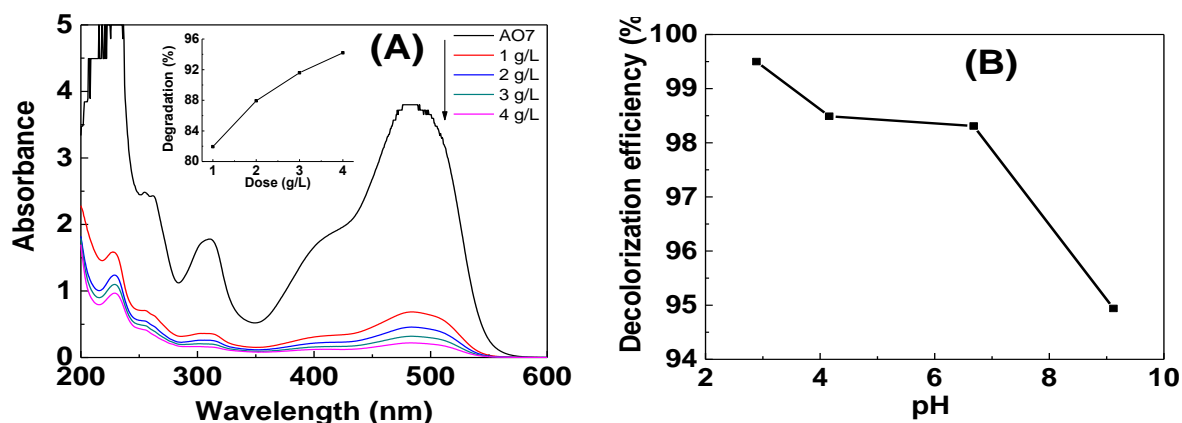 (A)
AO7
1 g/L
2 g/L
3 g/L
4 g/L
Degradation (%)
96
92
88
84
80
1 2 3 4
Dose (g/L)
Absorbance
5
4
3
2
1
0
200 300 400 500 600
Wavelength (nm)
(B)
Decolorization efficiency (%
100
99
98
97
96
95
94
2 4 6 8 10
pH